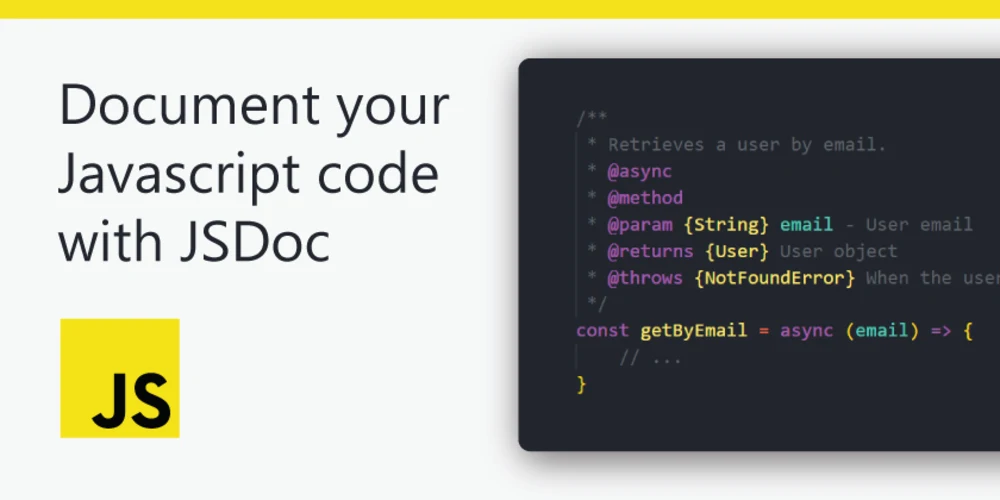 Document your
Javascript code
with JSDoc
JS
/**
* Retrieves a user by email.
* @async
* @method
* @param {String} email - User email
* @returns {User} User object
* @throws {NotFoundError} When the user
*/
const getByEmail = async (email) => {
// ...
}